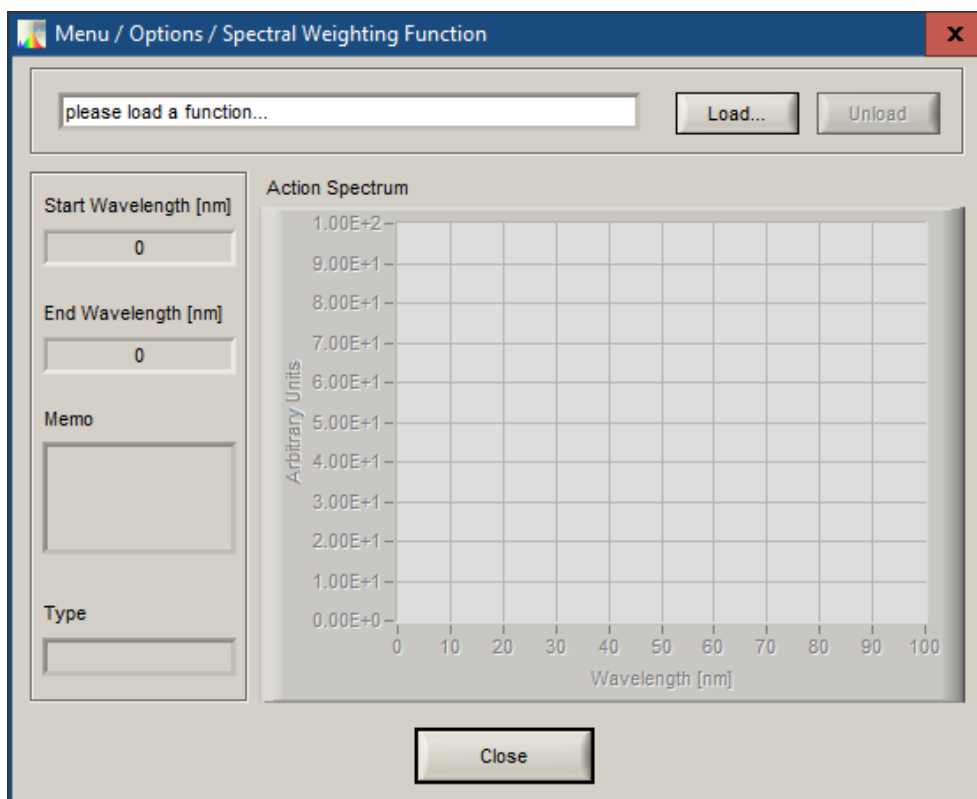 Menu / Options / Spectral Weighting Function
x
please load a function...
Load...
Unload
Start Wavelength [nm]
0
End Wavelength [nm]
0
Memo
Type
Action Spectrum
1.00E+2
9.00E+1
8.00E+1
7.00E+1
6.00E+1
5.00E+1
4.00E+1
3.00E+1
2.00E+1
1.00E+1
0.00E+0
Arbitrary Units
0 10 20 30 40 50 60 70 80 90 100
Wavelength [nm]
Close